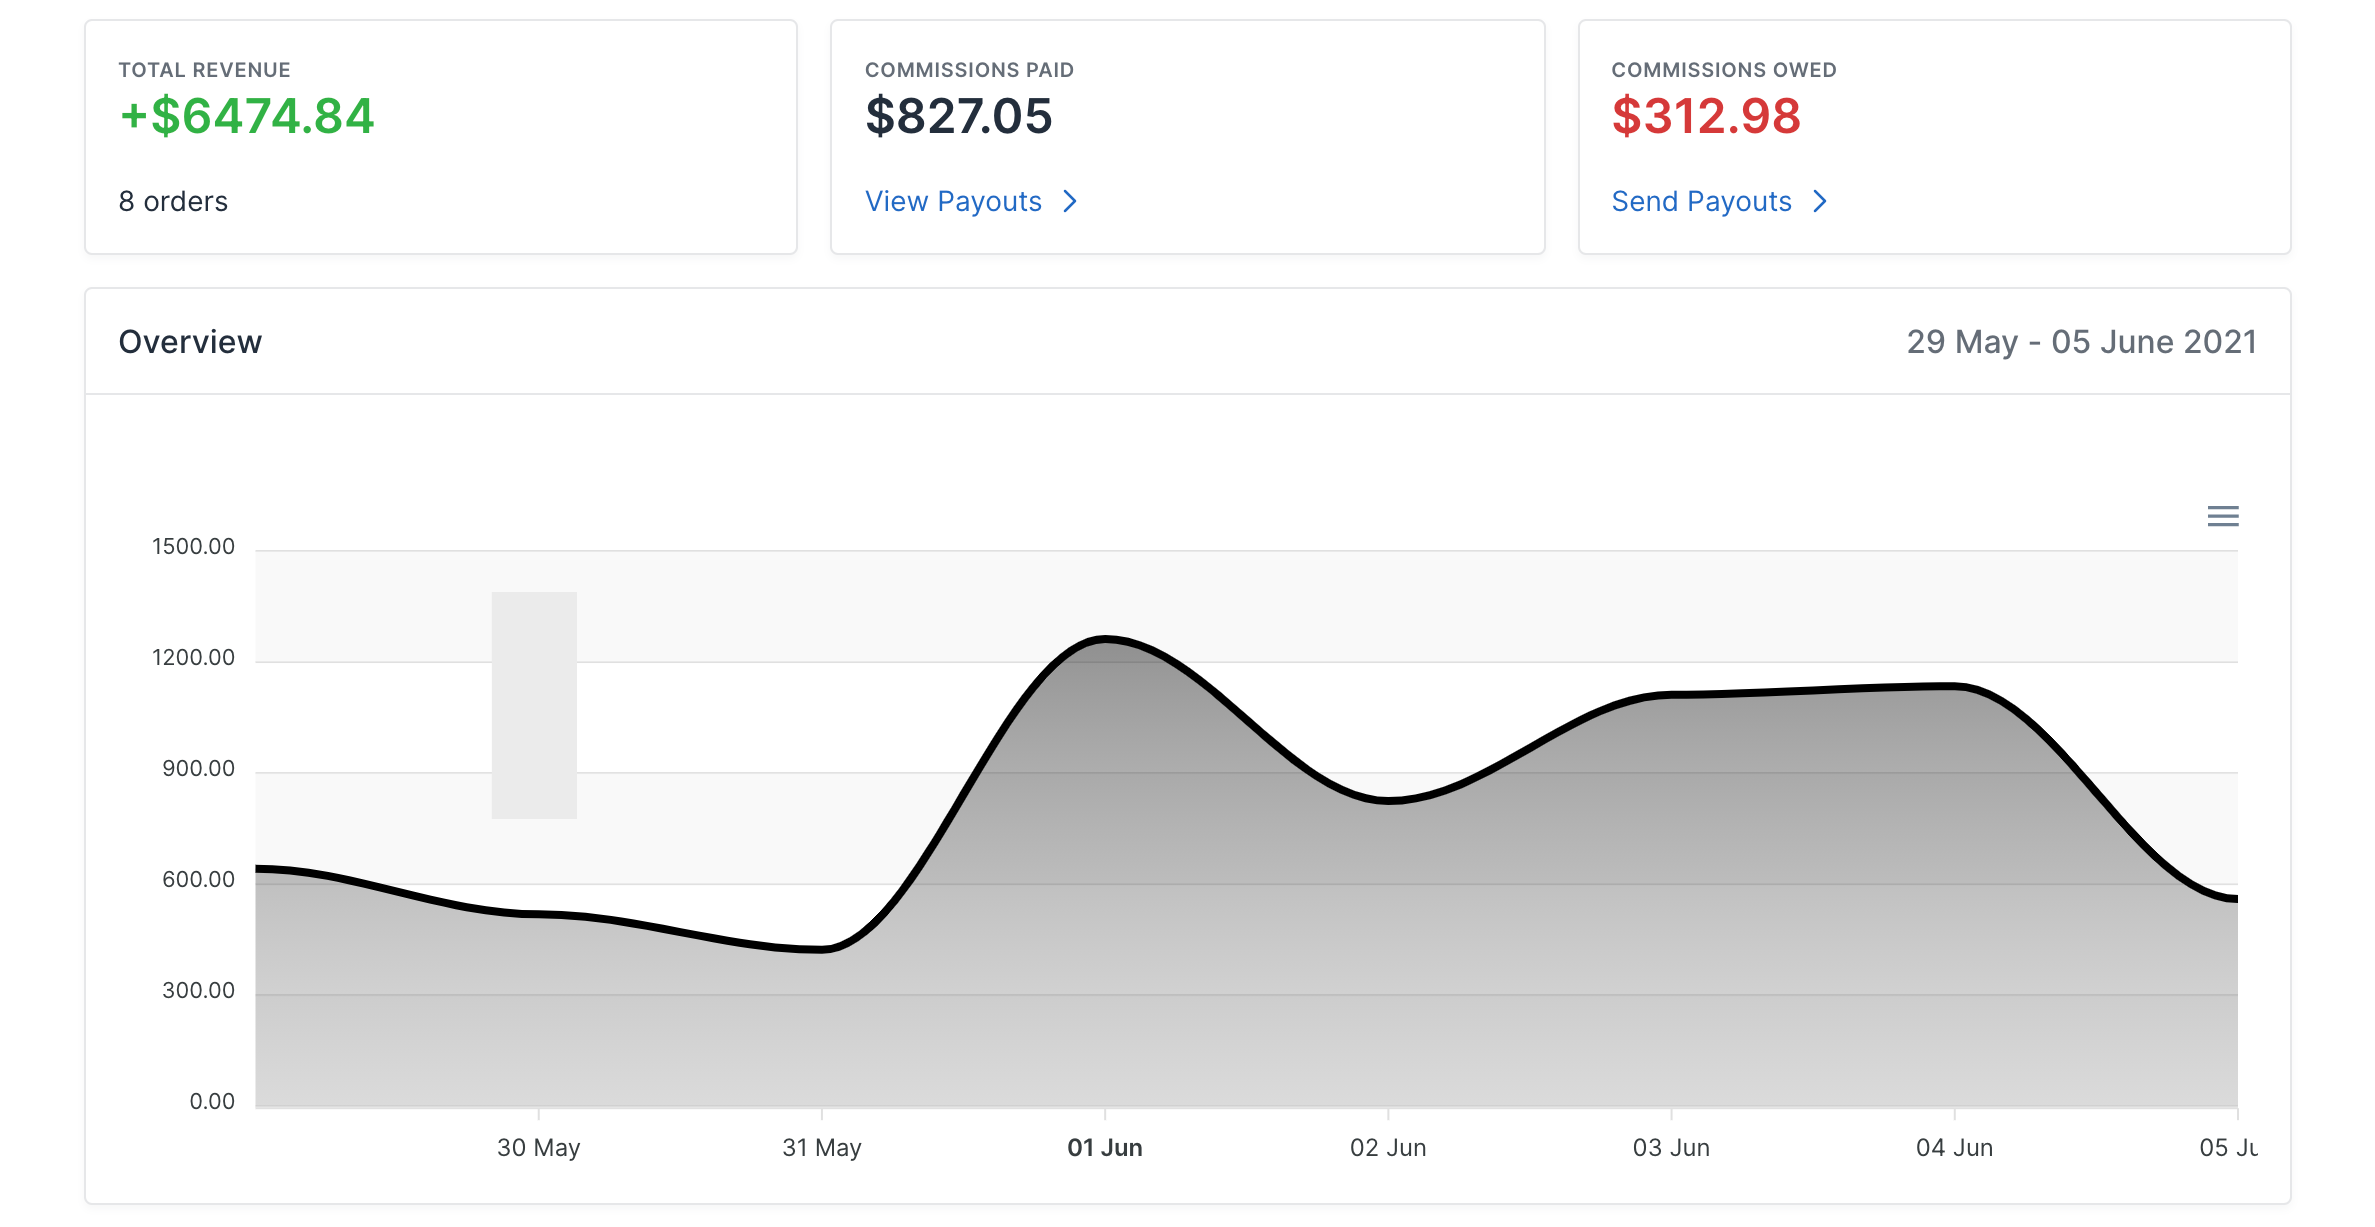 TOTAL REVENUE
+$6474.84
8 orders
COMMISSIONS PAID
$827.05
View Payouts
COMMISSIONS OWED
$312.98
Send Payouts
Overview
29 May - 05 June 2021
1500.00
1200.00
900.00
600.00
300.00
0.00
30 May
31 May
01 Jun
02 Jun
03 Jun
04 Jun
05 Ju